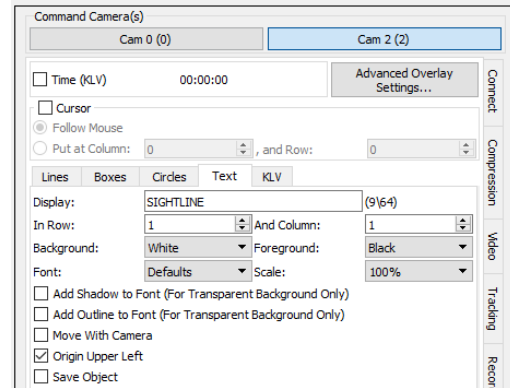 Command Camera(s)
Cam 0 (0) Cam 2 (2)
Time (KLV) 00:00:00 Advanced Overlay Settings...
Cursor
Follow Mouse
Put at Column: 0 , and Row: 0
Lines Boxes Circles Text KLV
Display: SIGHTLINE (9\64)
In Row: 1 And Column: 1
Background: White Foreground: Black
Font: Defaults Scale: 100%
Add Shadow to Font (For Transparent Background Only)
Add Outline to Font (For Transparent Background Only)
Move With Camera
Origin Upper Left
Save Object
Connect
Compression
Video
Tracking